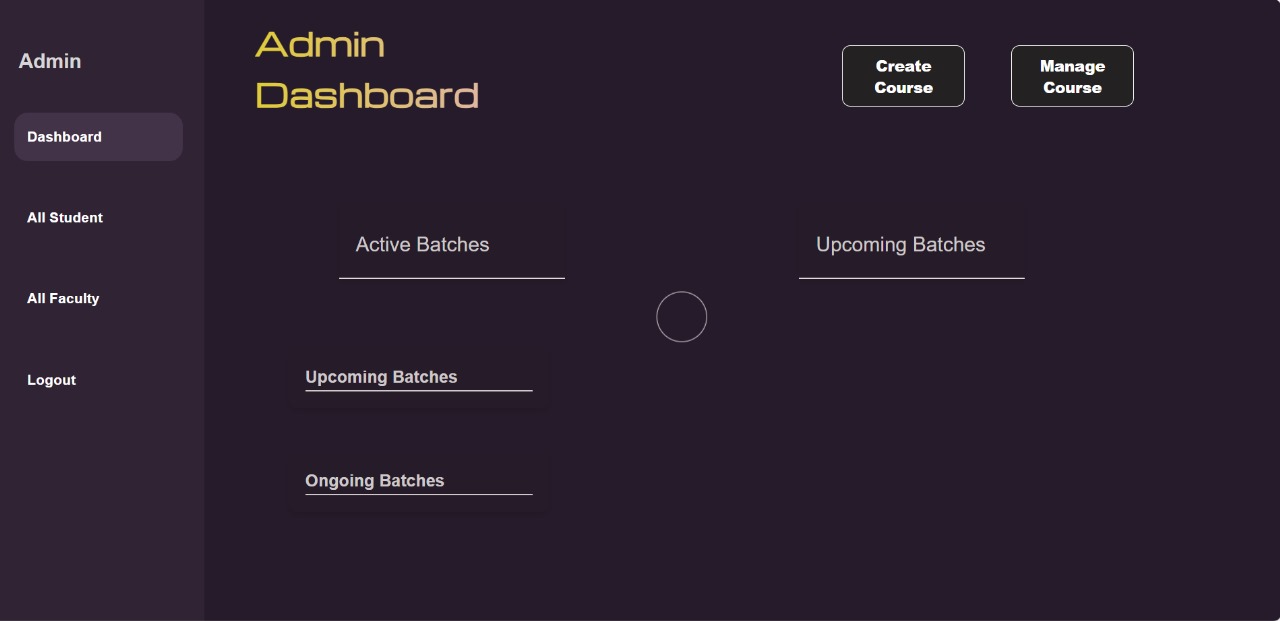 Admin
Dashboard
All Student
All Faculty
Logout
Admin
Dashboard
Create
Course
Manage
Course
Active Batches
Upcoming Batches
Upcoming Batches
Ongoing Batches